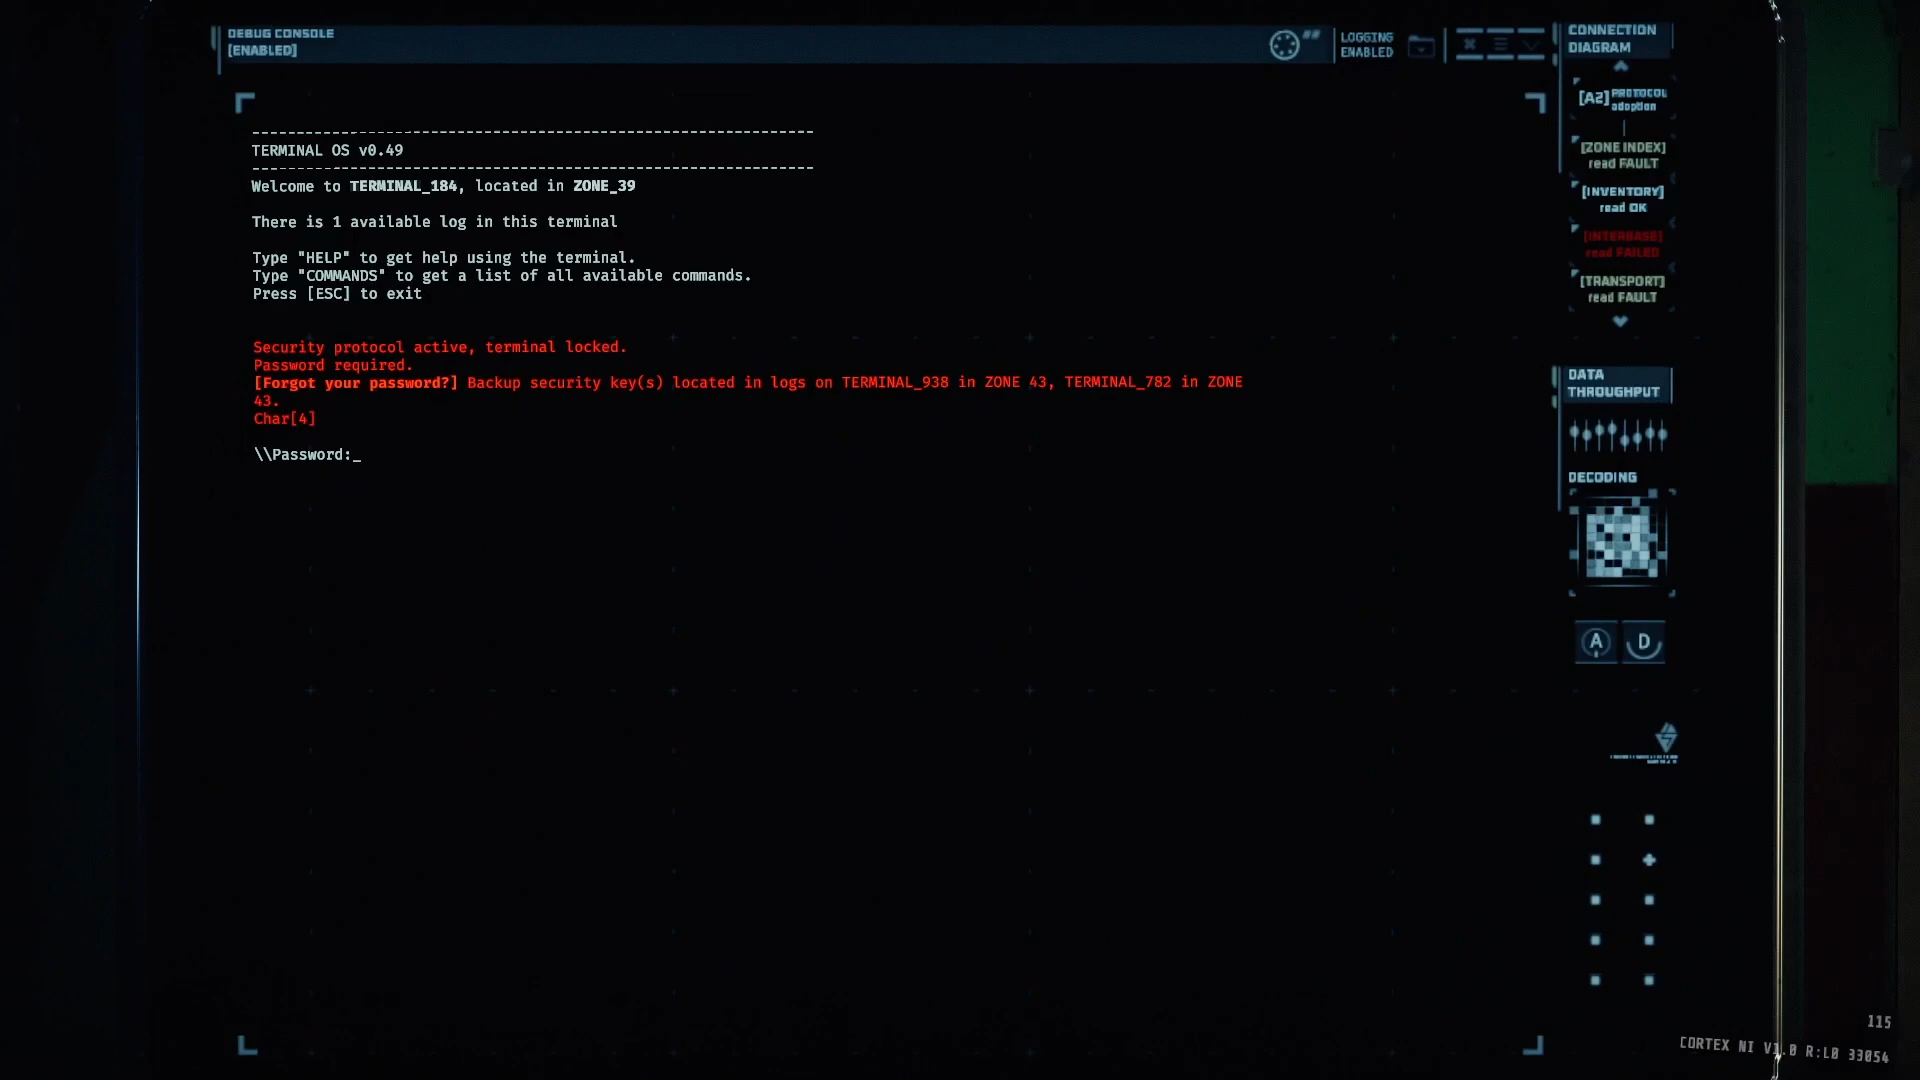 DEBUG CONSOLE
[ENABLED]
LOGGING
ENABLED
CONNECTION
DIAGRAM
[A2] PROTOCOL
adoption
[ZONE INDEX]
read FAULT
[INVENTORY]
read OK
[INTERBASE]
read FAILED
[TRANSPORT]
read FAULT
----------------------------------------------------------------
TERMINAL OS v0.49
----------------------------------------------------------------
Welcome to TERMINAL_184, located in ZONE_39
There is 1 available log in this terminal
Type "HELP" to get help using the terminal.
Type "COMMANDS" to get a list of all available commands.
Press [ESC] to exit
Security protocol active, terminal locked.
Password required.
[Forgot your password?] Backup security key(s) located in logs on TERMINAL_938 in ZONE 43, TERMINAL_782 in ZONE
43.
Char[4]
\\Password:_
DATA
THROUGHPUT
DECODING
A D
115
CORTEX NI V1.0 R:L0 33054